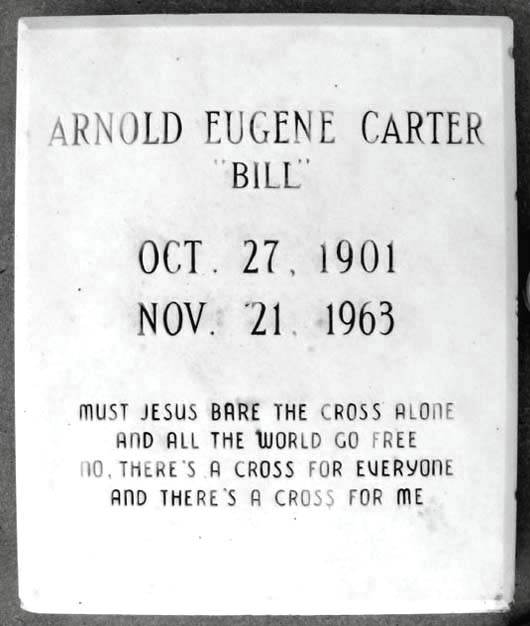 ARNOLD EUGENE CARTER
"BILL"
OCT. 27, 1901
NOV. 21, 1963
MUST JESUS BARE THE CROSS ALONE
AND ALL THE WORLD GO FREE
NO, THERE'S A CROSS FOR EVERYONE
AND THERE'S A CROSS FOR ME